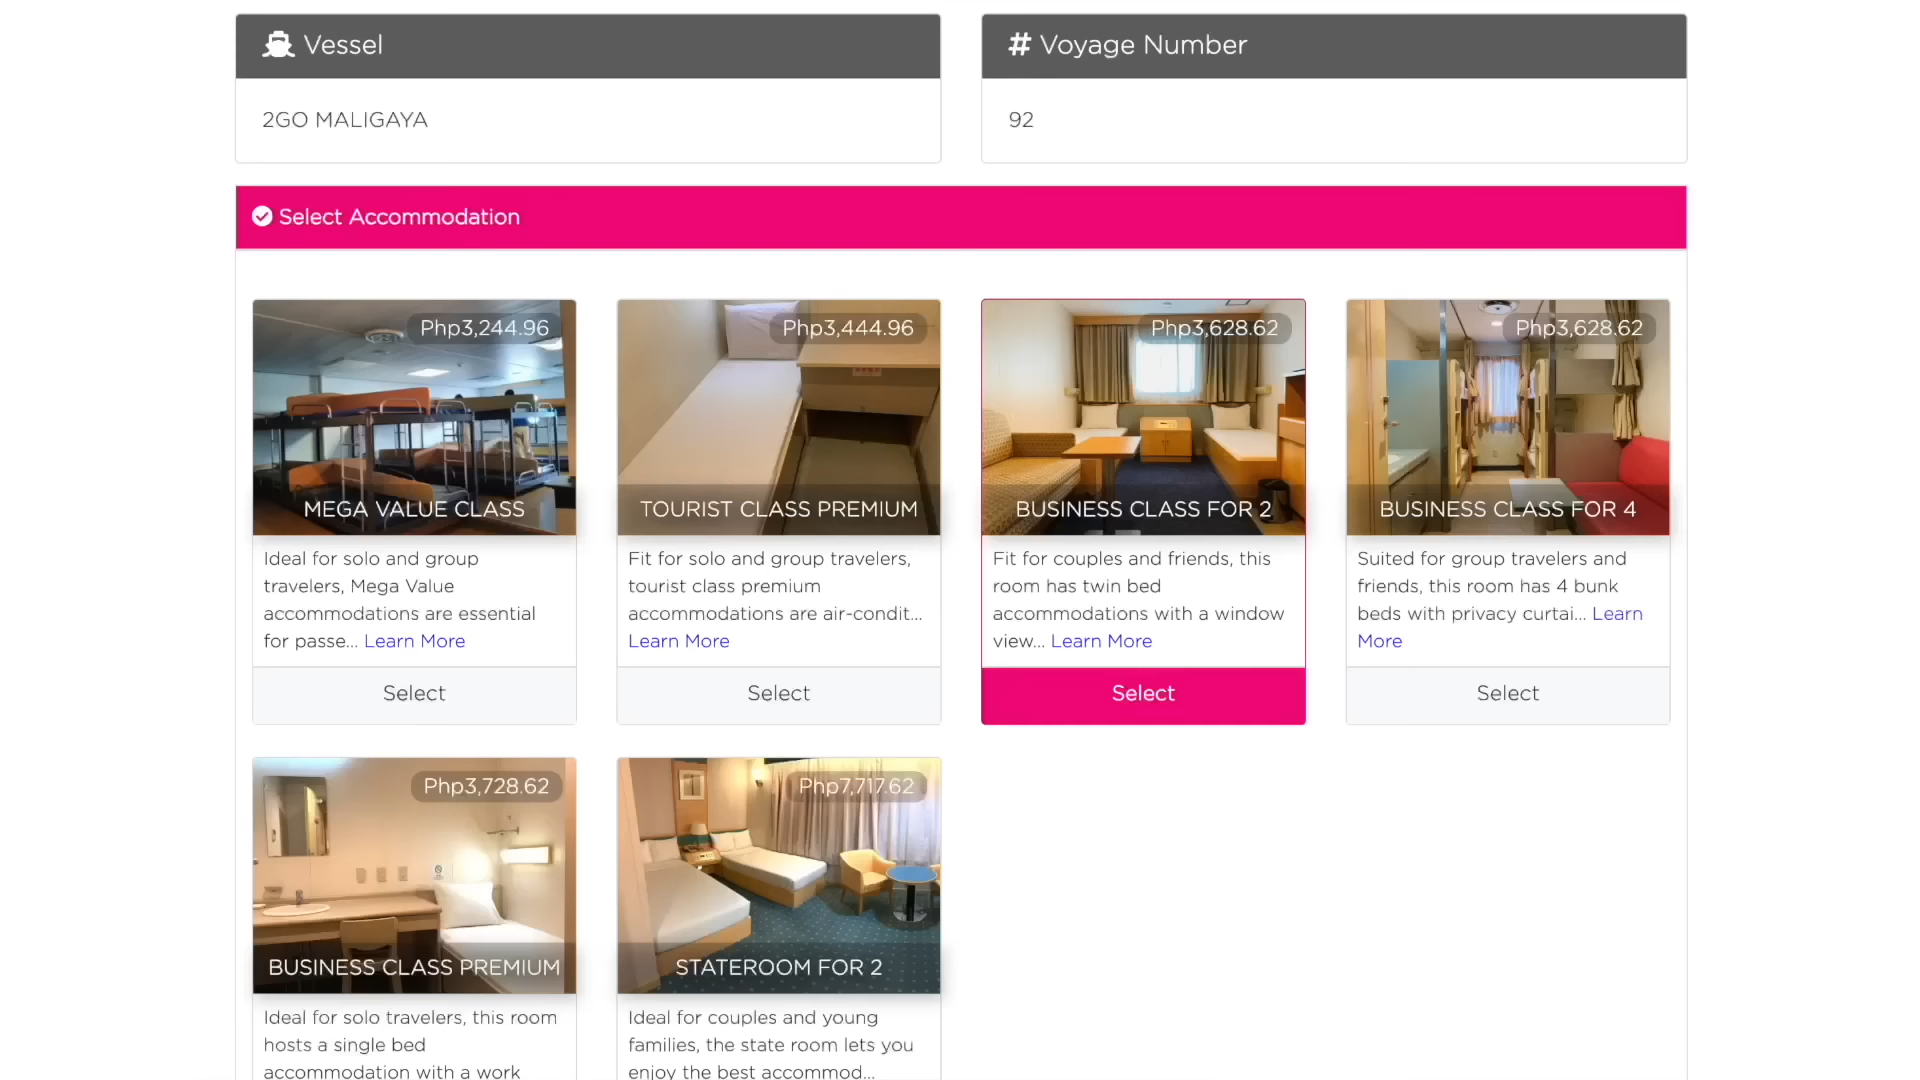 Vessel
# Voyage Number
2GO MALIGAYA
92
Select Accommodation
Php3,244.96
MEGA VALUE CLASS
Ideal for solo and group
travelers, Mega Value
accommodations are essential
for passe... Learn More
Select
Php3,444.96
TOURIST CLASS PREMIUM
Fit for solo and group travelers,
tourist class premium
accommodations are air-condit...
Learn More
Select
Php3,628.62
BUSINESS CLASS FOR 2
Fit for couples and friends, this
room has twin bed
accommodations with a window
view... Learn More
Select
Php3,628.62
BUSINESS CLASS FOR 4
Suited for group travelers and
friends, this room has 4 bunk
beds with privacy curtai... Learn
More
Select
Php3,728.62
BUSINESS CLASS PREMIUM
Ideal for solo travelers, this room
hosts a single bed
accommodation with a work
Php7,717.62
STATEROOM FOR 2
Ideal for couples and young
families, the state room lets you
enjoy the best accommod...